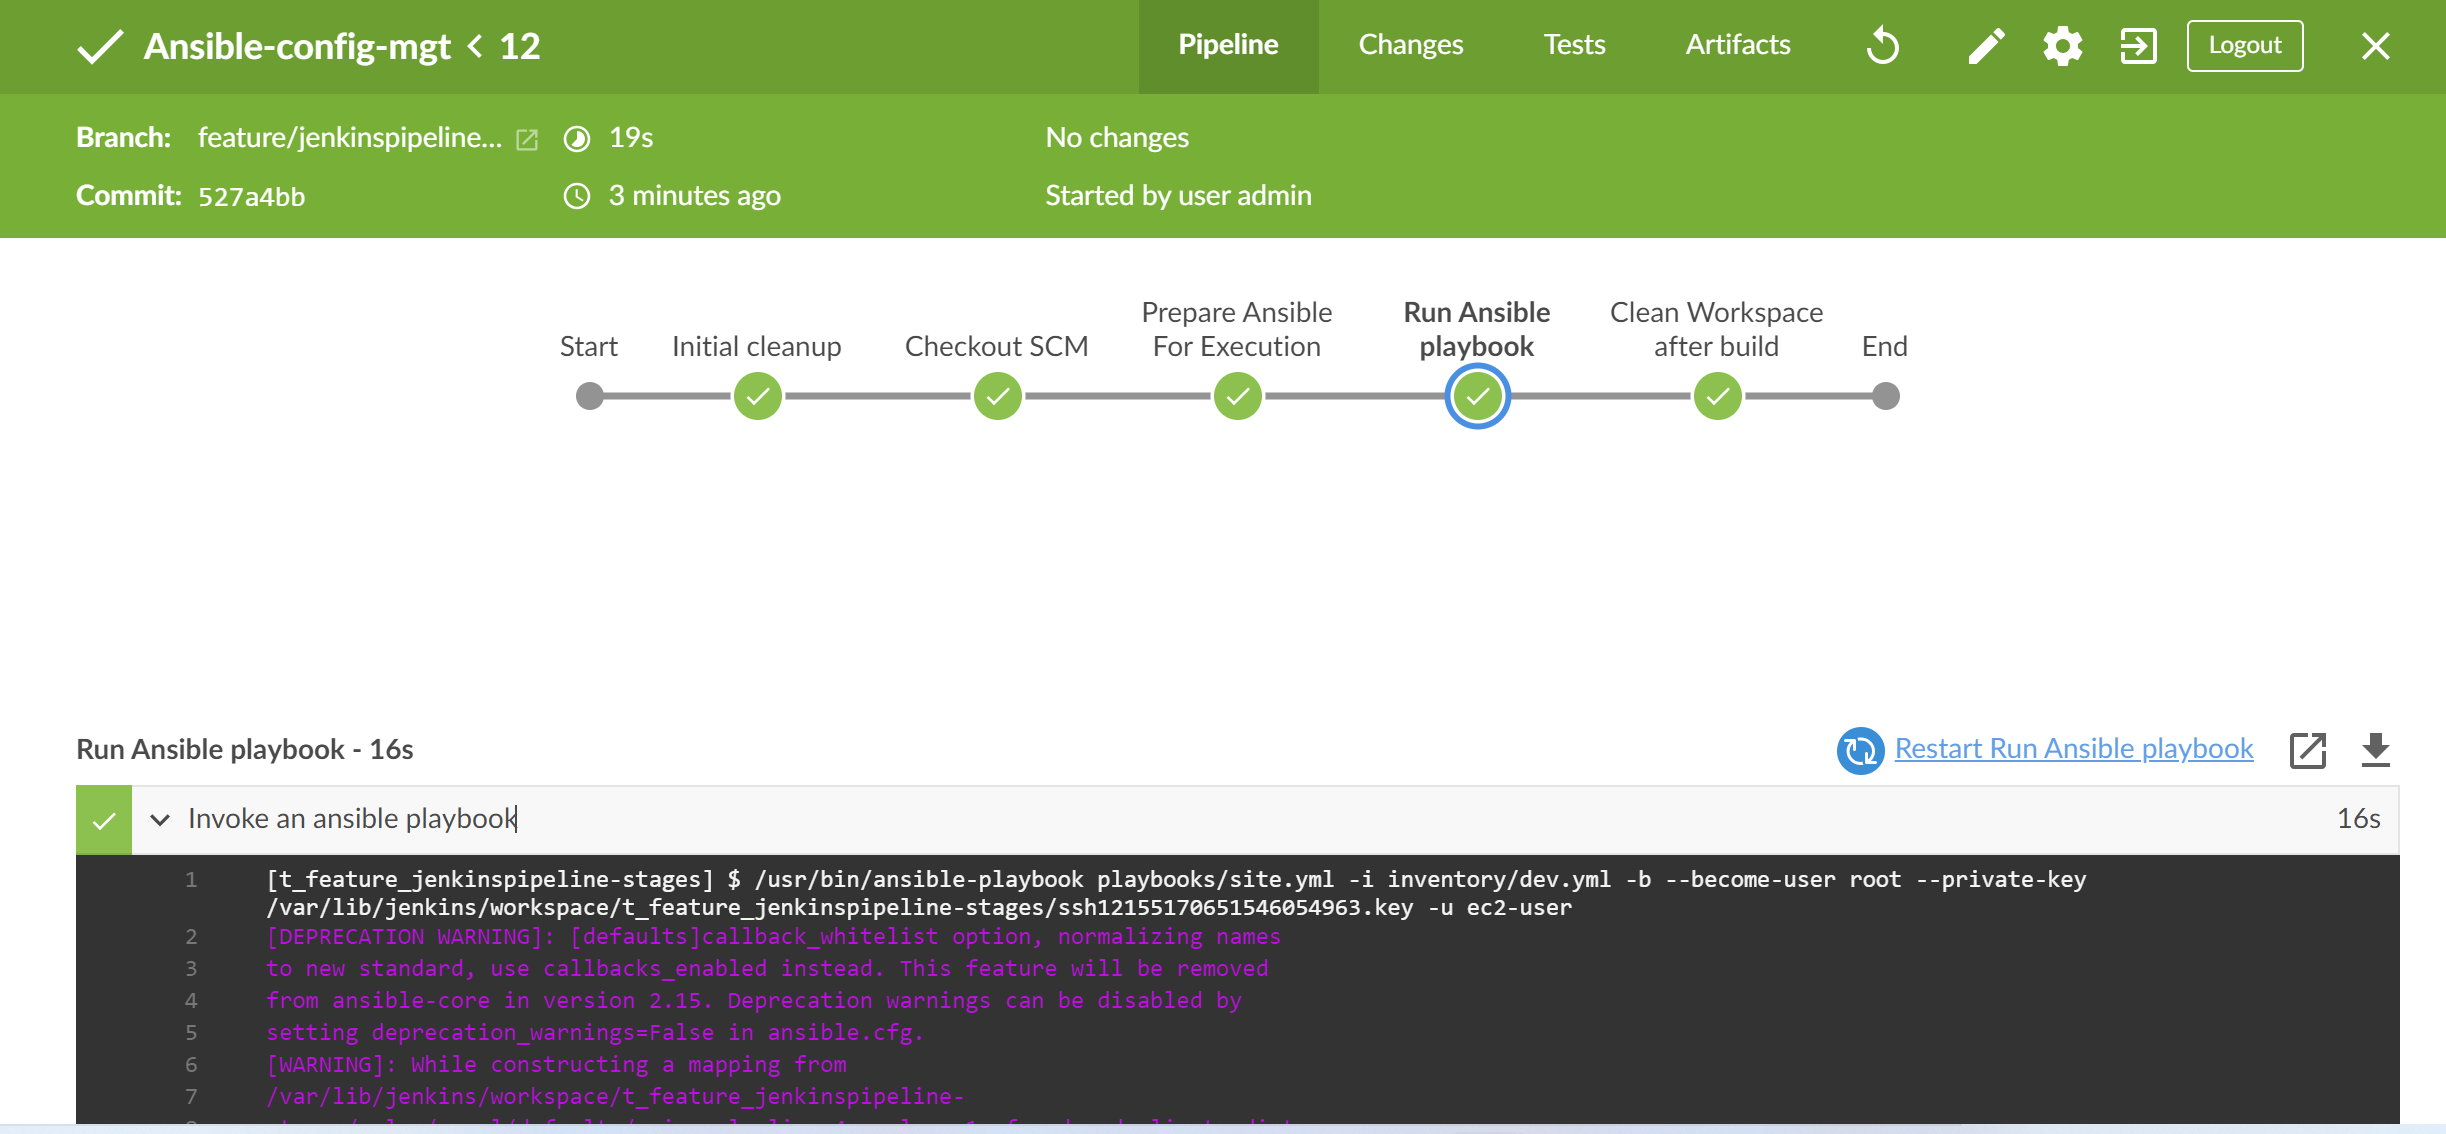 Ansible-config-mgt < 12
Pipeline
Changes
Tests
Artifacts
Logout
Branch: feature/jenkinspipeline...
19s
No changes
Commit: 527a4bb
3 minutes ago
Started by user admin
Start
Initial cleanup
Checkout SCM
Prepare Ansible
For Execution
Run Ansible
playbook
Clean Workspace
after build
End
Run Ansible playbook - 16s
Restart Run Ansible playbook
Invoke an ansible playbook
16s
1 [t_feature_jenkinspipeline-stages] $ /usr/bin/ansible-playbook playbooks/site.yml -i inventory/dev.yml -b --become-user root --private-key
/var/lib/jenkins/workspace/t_feature_jenkinspipeline-stages/ssh12155170651546054963.key -u ec2-user
2 [DEPRECATION WARNING]: [defaults]callback_whitelist option, normalizing names
3 to new standard, use callbacks_enabled instead. This feature will be removed
4 from ansible-core in version 2.15. Deprecation warnings can be disabled by
5 setting deprecation_warnings=False in ansible.cfg.
6 [WARNING]: While constructing a mapping from
7 /var/lib/jenkins/workspace/t_feature_jenkinspipeline-